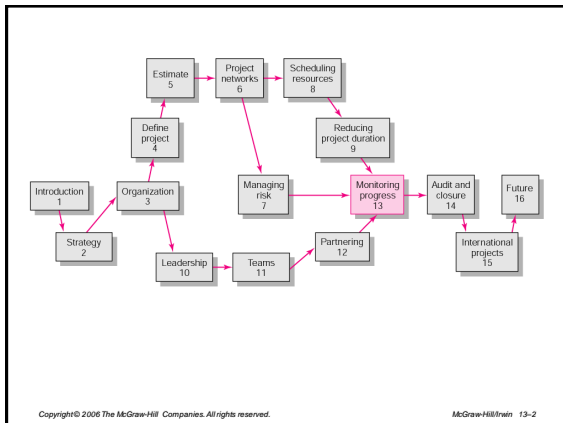 Introduction
1
Strategy
2
Organization
3
Define
project
4
Estimate
5
Project
networks
6
Scheduling
resources
8
Reducing
project duration
9
Managing
risk
7
Monitoring
progress
13
Audit and
closure
14
Future
16
International
projects
15
Leadership
10
Teams
11
Partnering
12
Copyright © 2006 The McGraw-Hill Companies. All rights reserved.
McGraw-Hill/Irwin 13–2